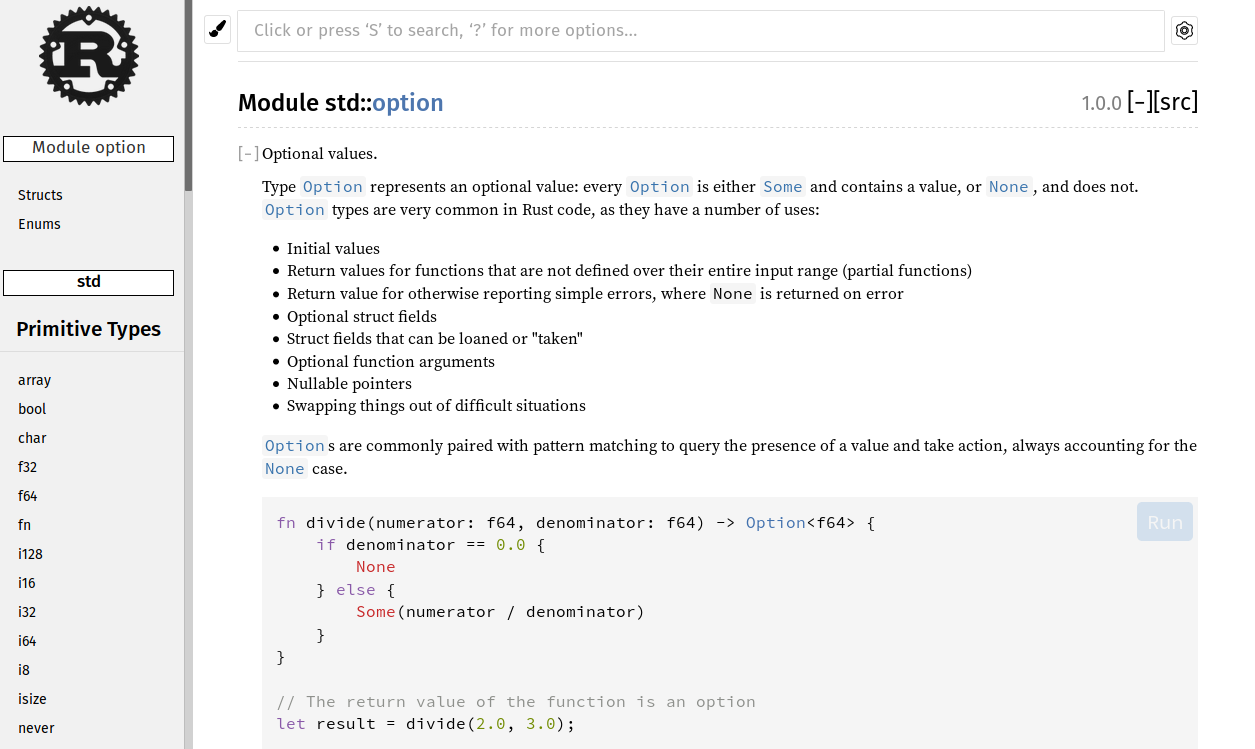 R
Module option
Structs
Enums
std
Primitive Types
array
bool
char
f32
f64
fn
i128
i16
i32
i64
i8
isize
never
Click or press ‘S’ to search, ‘?’ for more options…
Module std::option
1.0.0 [−][src]
[−] Optional values.
Type Option represents an optional value: every Option is either Some and contains a value, or None, and does not.
Option types are very common in Rust code, as they have a number of uses:
• Initial values
• Return values for functions that are not defined over their entire input range (partial functions)
• Return value for otherwise reporting simple errors, where None is returned on error
• Optional struct fields
• Struct fields that can be loaned or "taken"
• Optional function arguments
• Nullable pointers
• Swapping things out of difficult situations
Options are commonly paired with pattern matching to query the presence of a value and take action, always accounting for the
None case.
Run
fn divide(numerator: f64, denominator: f64) -> Option<f64> {
    if denominator == 0.0 {
        None
    } else {
        Some(numerator / denominator)
    }
}
// The return value of the function is an option
let result = divide(2.0, 3.0);